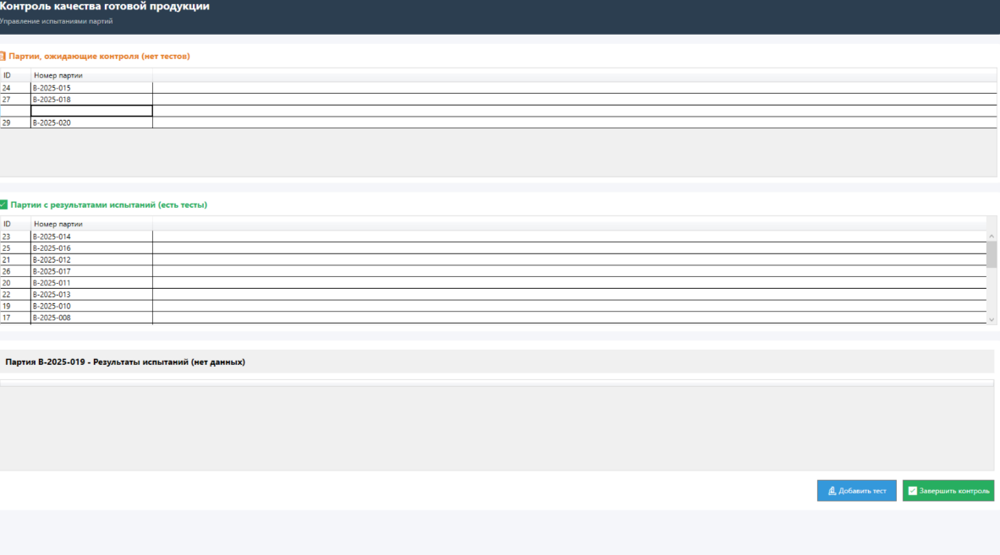 Контроль качества готовой продукции
Управление испытаниями партий
Партии, ожидающие контроля (нет тестов)
ID Номер партии
24 B-2025-015
27 B-2025-018
29 B-2025-020
Партии с результатами испытаний (есть тесты)
ID Номер партии
23 B-2025-014
25 B-2025-016
21 B-2025-012
26 B-2025-017
20 B-2025-011
22 B-2025-013
19 B-2025-010
17 B-2025-008
Партия B-2025-019 - Результаты испытаний (нет данных)
Добавить тест Завершить контроль